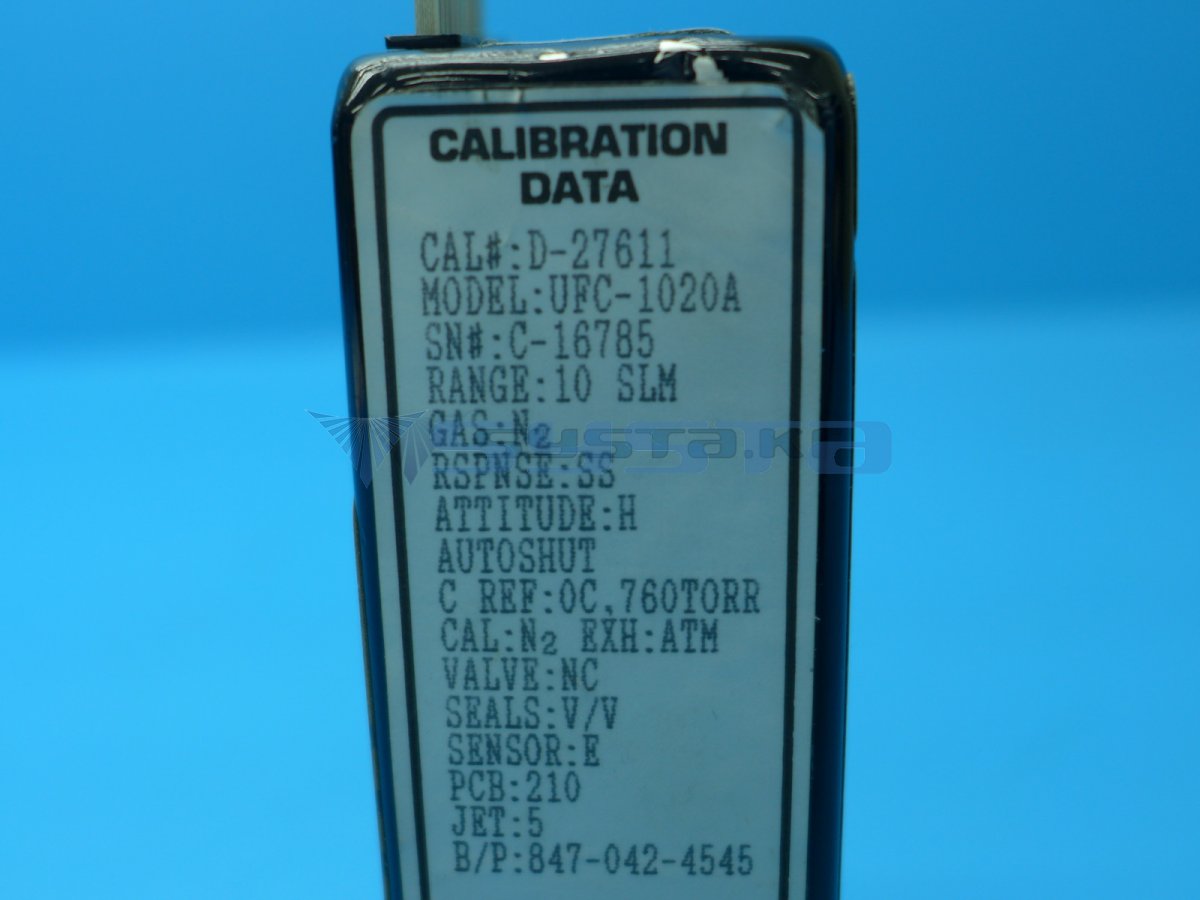 CALIBRATION
DATA
CAL#:D-27611
MODEL:UFC-1020A
SN#:C-16785
RANGE:10 SLM
GAS:N2
RSPNSE:SS
ATTITUDE:H
AUTOSHUT
C REF:0C,760TORR
CAL:N2 EXH:ATM
VALVE:NC
SEALS:V/V
SENSOR:E
PCB:210
JET:5
B/P:847-042-4545